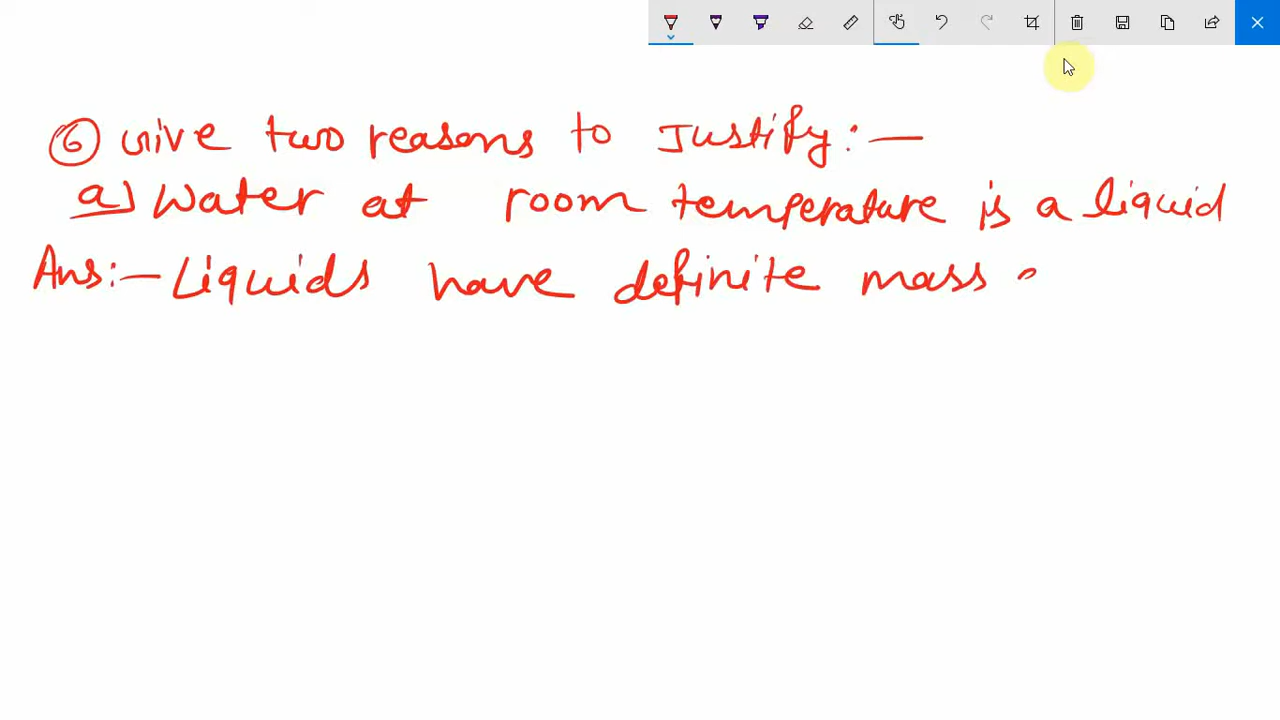 ⑥ Give two reasons to Justify:—
a) Water at room temperature is a liquid
Ans:— Liquids have definite mass